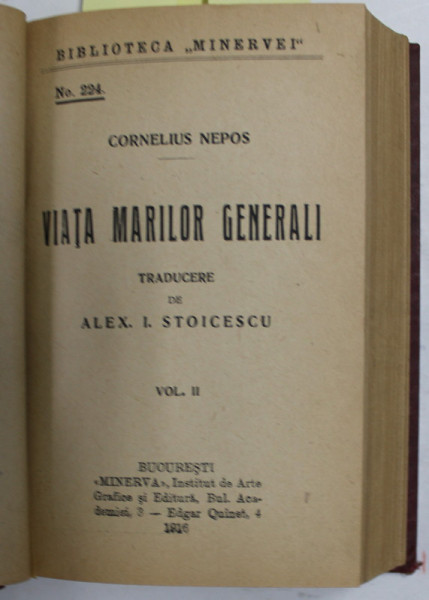 BIBLIOTECA „MINERVEI"
No. 224.
CORNELIUS NEPOS
VIAȚA MARILOR GENERALI
TRADUCERE
DE
ALEX. I. STOICESCU
VOL. II
BUCUREȘTI
«MINERVA», Institut de Arte
Grafice și Editură, Bul. Aca-
demiei, 3 — Edgar Quinet, 4
1916